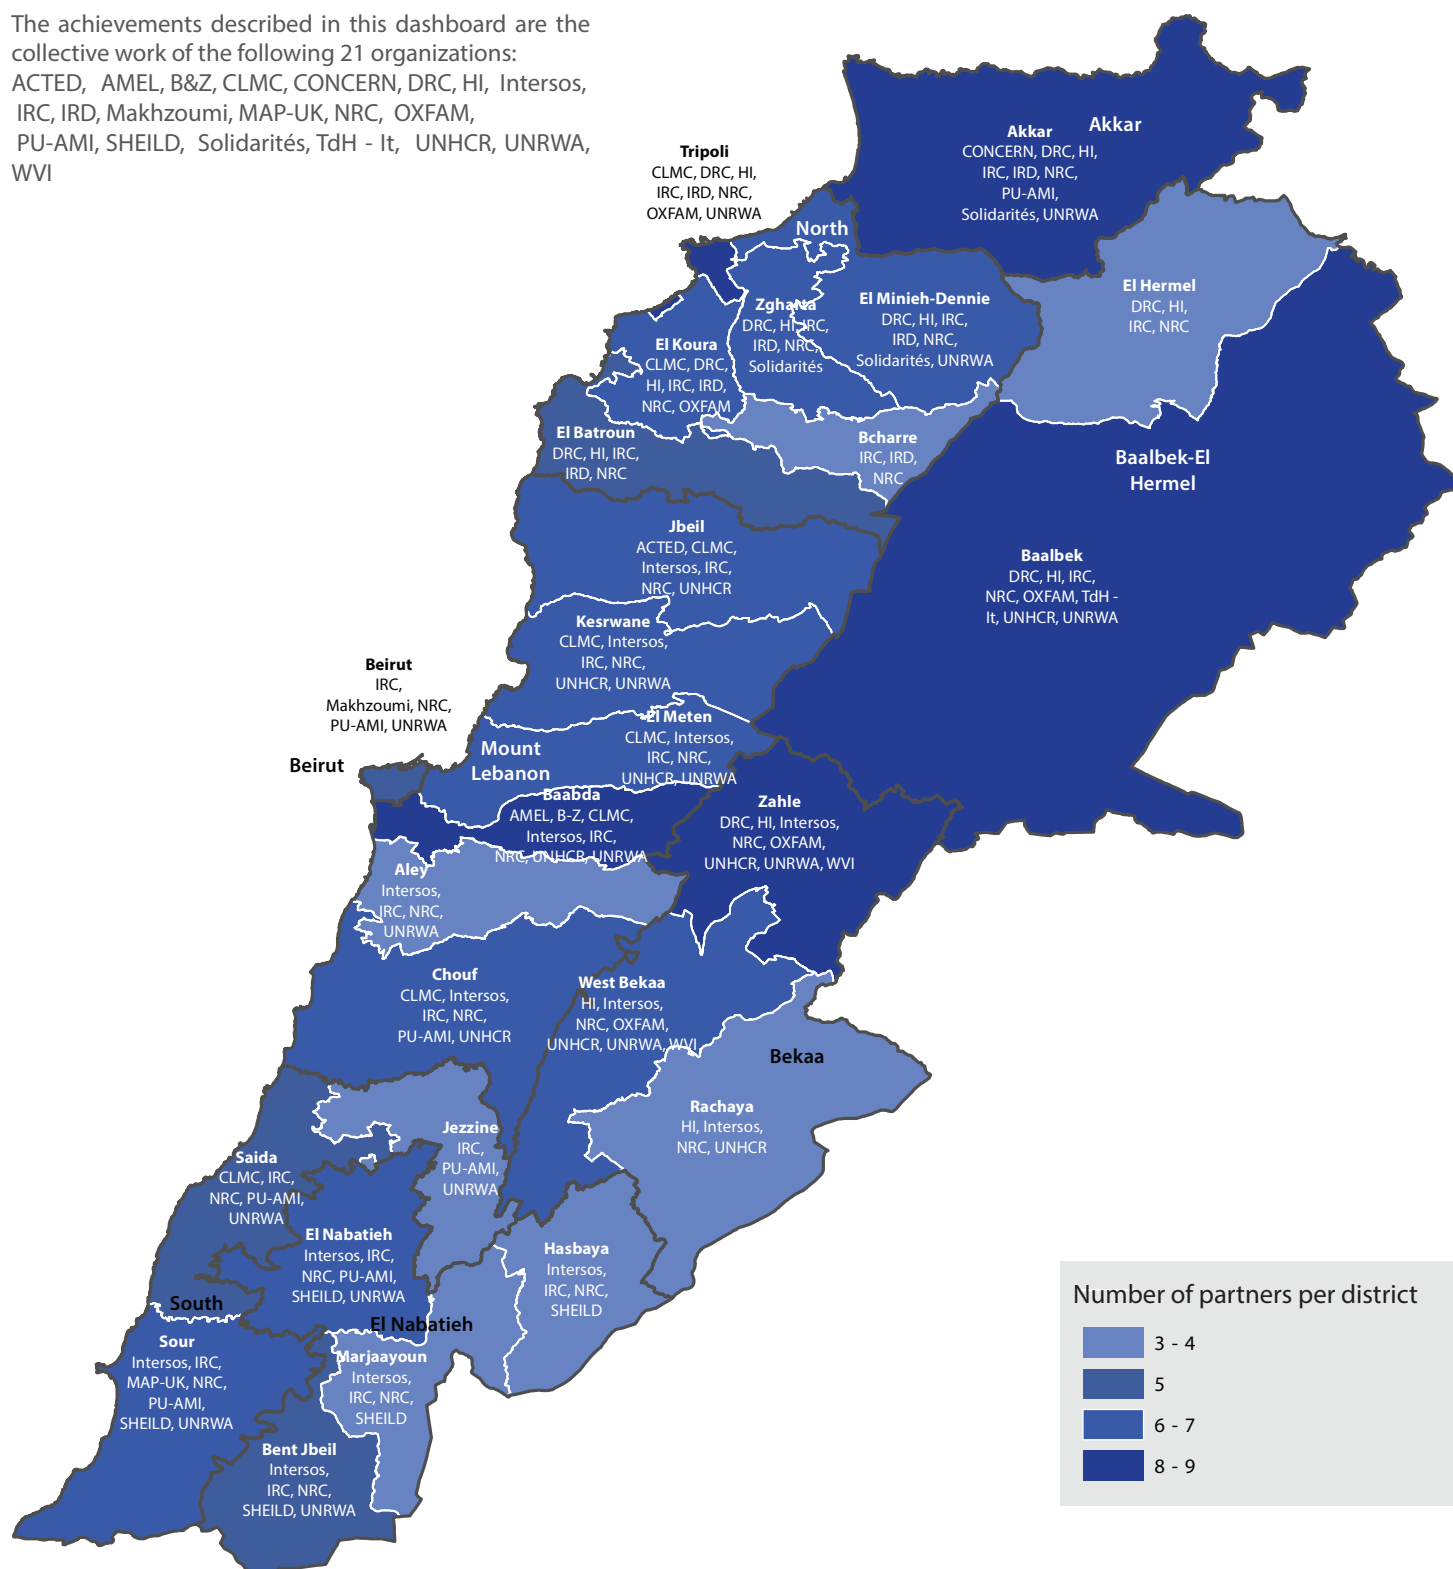 The achievements described in this dashboard are the
collective work of the following 21 organizations:
ACTED, AMEL, B&Z, CLMC, CONCERN, DRC, HI, Intersos,
IRC, IRD, Makhzoumi, MAP-UK, NRC, OXFAM,
PU-AMI, SHEILD, Solidarités, TdH - It, UNHCR, UNRWA,
WVI
Akkar
Akkar
CONCERN, DRC, HI,
IRC, IRD, NRC,
PU-AMI,
Solidarités, UNRWA
Tripoli
CLMC, DRC, HI,
IRC, IRD, NRC,
OXFAM, UNRWA
North
El Hermel
DRC, HI,
IRC, NRC
Zgharta
DRC, HI, IRC,
IRD, NRC,
Solidarités
El Minieh-Dennie
DRC, HI, IRC,
IRD, NRC,
Solidarités, UNRWA
El Koura
CLMC, DRC,
HI, IRC, IRD,
NRC, OXFAM
El Batroun
DRC, HI, IRC,
IRD, NRC
Bcharre
IRC, IRD,
NRC
Baalbek-El
Hermel
Jbeil
ACTED, CLMC,
Intersos, IRC,
NRC, UNHCR
Baalbek
DRC, HI, IRC,
NRC, OXFAM, TdH -
It, UNHCR, UNRWA
Kesrwane
CLMC, Intersos,
IRC, NRC,
UNHCR, UNRWA
Beirut
IRC,
Makhzoumi, NRC,
PU-AMI, UNRWA
Beirut
El Meten
CLMC, Intersos,
IRC, NRC,
UNHCR, UNRWA
Mount
Lebanon
Baabda
AMEL, B-Z, CLMC,
Intersos, IRC,
NRC, UNHCR, UNRWA
Zahle
DRC, HI, Intersos,
NRC, OXFAM,
UNHCR, UNRWA, WVI
Aley
Intersos,
IRC, NRC,
UNRWA
Chouf
CLMC, Intersos,
IRC, NRC,
PU-AMI, UNHCR
West Bekaa
HI, Intersos,
NRC, OXFAM,
UNHCR, UNRWA, WVI
Bekaa
Rachaya
HI, Intersos,
NRC, UNHCR
Jezzine
IRC,
PU-AMI,
UNRWA
Saida
CLMC, IRC,
NRC, PU-AMI,
UNRWA
El Nabatieh
Intersos, IRC,
NRC, PU-AMI,
SHEILD, UNRWA
Hasbaya
Intersos,
IRC, NRC,
SHEILD
South
El Nabatieh
Sour
Intersos, IRC,
MAP-UK, NRC,
PU-AMI,
SHEILD, UNRWA
Marjaayoun
Intersos,
IRC, NRC,
SHEILD
Bent Jbeil
Intersos,
IRC, NRC,
SHEILD, UNRWA
Number of partners per district
3 - 4
5
6 - 7
8 - 9